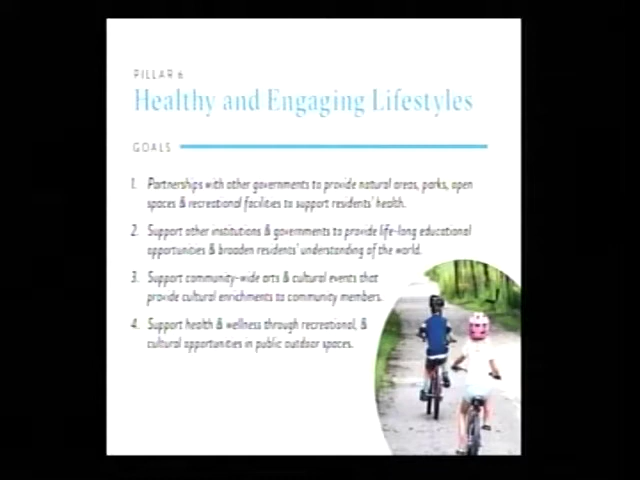 PILLAR 6
Healthy and Engaging Lifestyles
GOALS
1. Partnerships with other governments to provide natural areas, parks, open
spaces & recreational facilities to support residents' health.
2. Support other institutions & governments to provide life-long educational
opportunities & broaden residents' understanding of the world.
3. Support community-wide arts & cultural events that
provide cultural enrichments to community members.
4. Support health & wellness through recreational, &
cultural opportunities in public outdoor spaces.